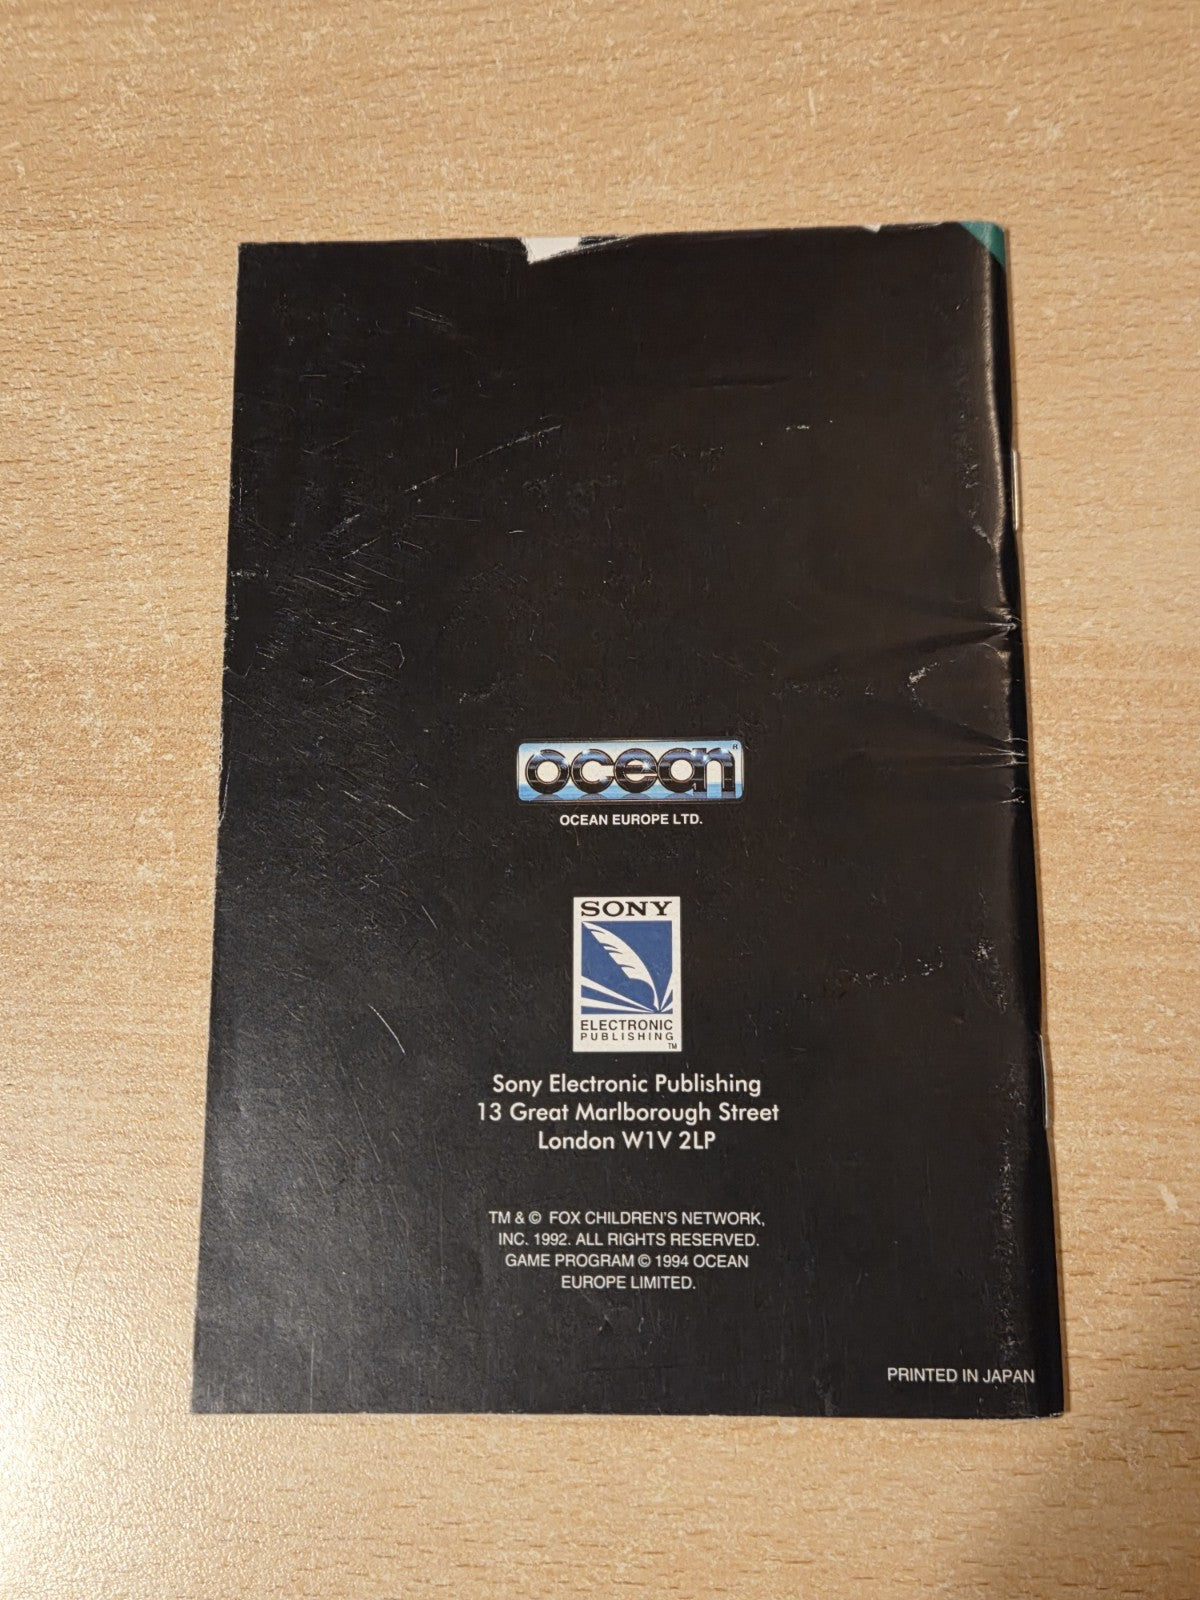 ocean®
OCEAN EUROPE LTD.
SONY
ELECTRONIC
PUBLISHING
TM
Sony Electronic Publishing
13 Great Marlborough Street
London W1V 2LP
TM & © FOX CHILDREN'S NETWORK,
INC. 1992. ALL RIGHTS RESERVED.
GAME PROGRAM © 1994 OCEAN
EUROPE LIMITED.
PRINTED IN JAPAN